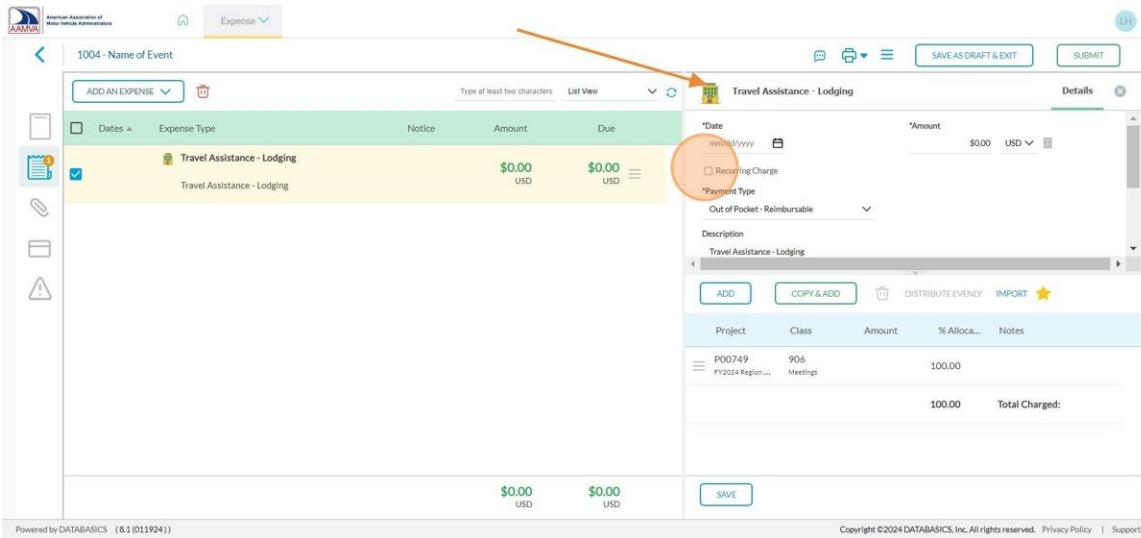 AAMVA
American Association of
Motor Vehicle Administrators
Expense
LH
1004 - Name of Event
SAVE AS DRAFT & EXIT
SUBMIT
ADD AN EXPENSE
Type at least two characters
List View
Travel Assistance - Lodging
Details
Dates
Expense Type
Notice
Amount
Due
*Date
*Amount
mm/dd/yyyy
$0.00 USD
Travel Assistance - Lodging
Travel Assistance - Lodging
$0.00
USD
$0.00
USD
1
Recurring Charge
*Payment Type
Out of Pocket - Reimbursable
Description
Travel Assistance - Lodging
ADD
COPY & ADD
DISTRIBUTE EVENLY
IMPORT
Project
Class
Amount
% Alloca...
Notes
P00749
FY2024 Region ...
906
Meetings
100.00
100.00
Total Charged:
$0.00
USD
$0.00
USD
SAVE
Powered by DATABASICS ( 8.1 (011924) )
Copyright ©2024 DATABASICS, Inc. All rights reserved. Privacy Policy | Support